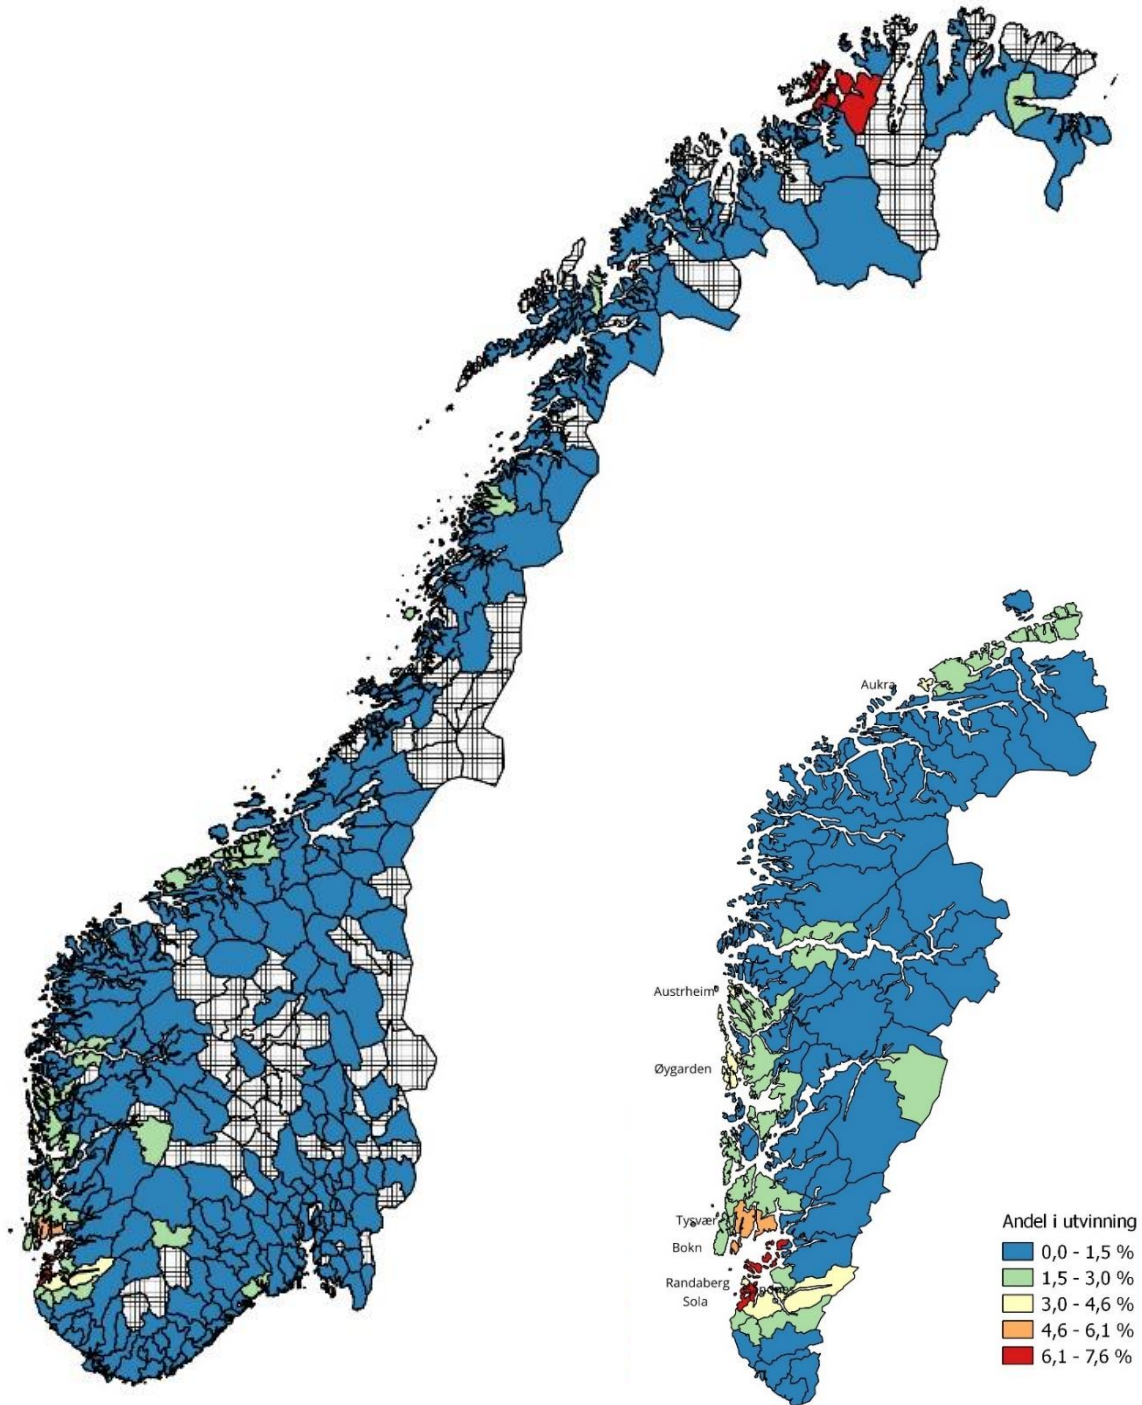 Aukra
Austrheim
Øygarden
Tysvær
Bokn
Randaberg
Sola
Andel i utvinning
0,0 - 1,5 %
1,5 - 3,0 %
3,0 - 4,6 %
4,6 - 6,1 %
6,1 - 7,6 %